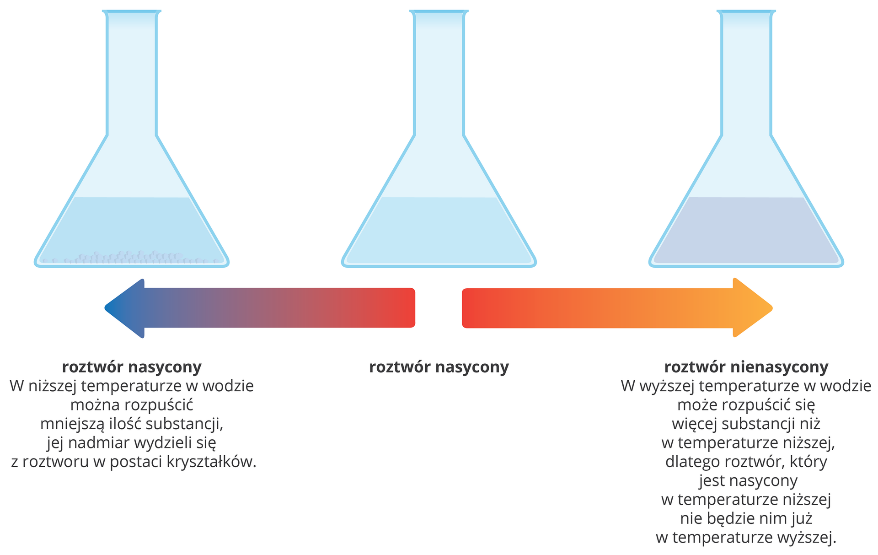 roztwór nasycony
W niższej temperaturze w wodzie
można rozpuścić
mniejszą ilość substancji,
jej nadmiar wydzieli się
z roztworu w postaci kryształków.
roztwór nasycony
roztwór nienasycony
W wyższej temperaturze w wodzie
może rozpuścić się
więcej substancji niż
w temperaturze niższej,
dlatego roztwór, który
jest nasycony
w temperaturze niższej
nie będzie nim już
w temperaturze wyższej.